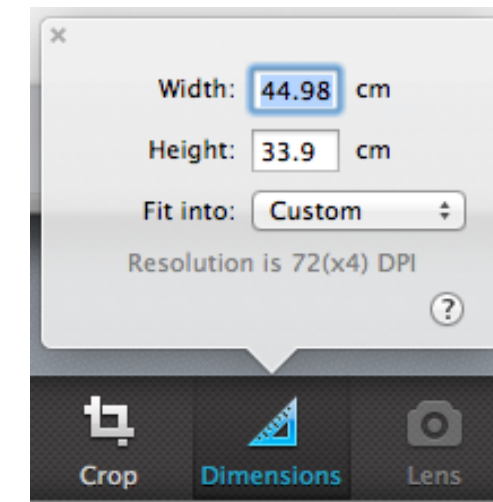 Width: 44.98 cm
Height: 33.9 cm
Fit into: Custom
Resolution is 72(x4) DPI
?
Crop Dimensions Lens